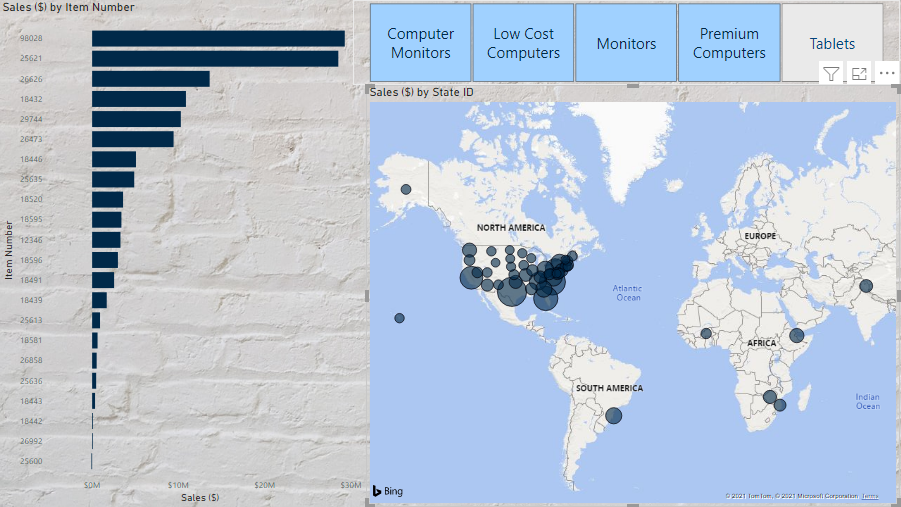 Sales ($) by Item Number
Item Number
98028
25621
26626
18432
29744
26473
18446
25635
18520
18595
12346
18596
18491
18439
25613
18581
26858
25636
18443
18442
26992
25600
$0M
$10M
$20M
$30M
Sales ($)
Computer
Monitors
Low Cost
Computers
Monitors
Premium
Computers
Tablets
Sales ($) by State ID
NORTH AMERICA
EUROPE
Atlantic
Ocean
AFRICA
SOUTH AMERICA
Indian
Ocean
Bing
© 2021 TomTom, © 2021 Microsoft Corporation Terms